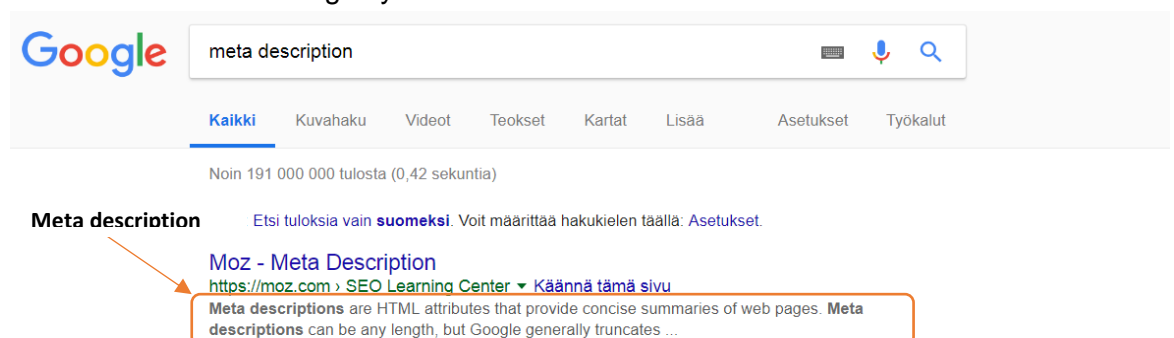 Google
meta description
Kaikki Kuvahaku Videot Teokset Kartat Lisää Asetukset Työkalut
Noin 191 000 000 tulosta (0,42 sekuntia)
Meta description
Etsi tuloksia vain suomeksi. Voit määrittää hakukielen täällä: Asetukset.
Moz - Meta Description
https://moz.com › SEO Learning Center ▾ Käännä tämä sivu
Meta descriptions are HTML attributes that provide concise summaries of web pages. Meta
descriptions can be any length, but Google generally truncates ...